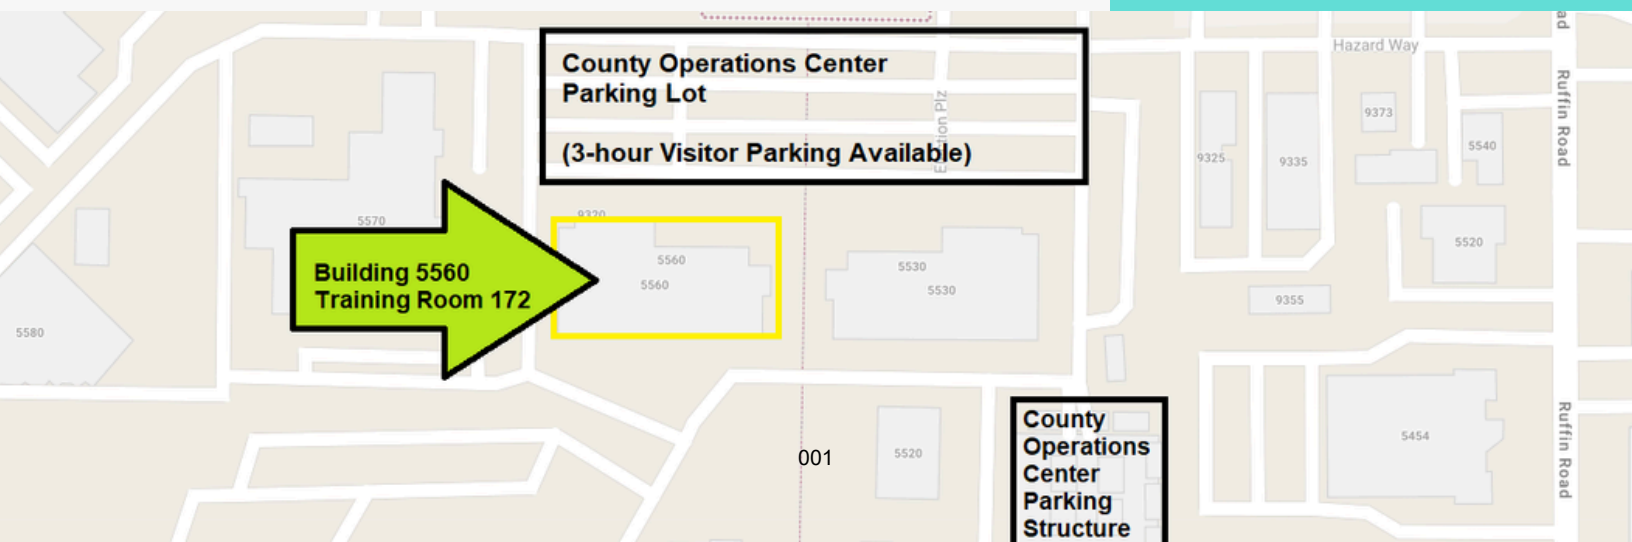 County Operations Center
Parking Lot
(3-hour Visitor Parking Available)
Hazard Way
Ruffin Road
9373
5540
9325
9335
5570
9320
5560
5560
5530
5530
5520
9355
Building 5560
Training Room 172
5580
5454
5520
001
County
Operations
Center
Parking
Structure
Ruffin Road
ad